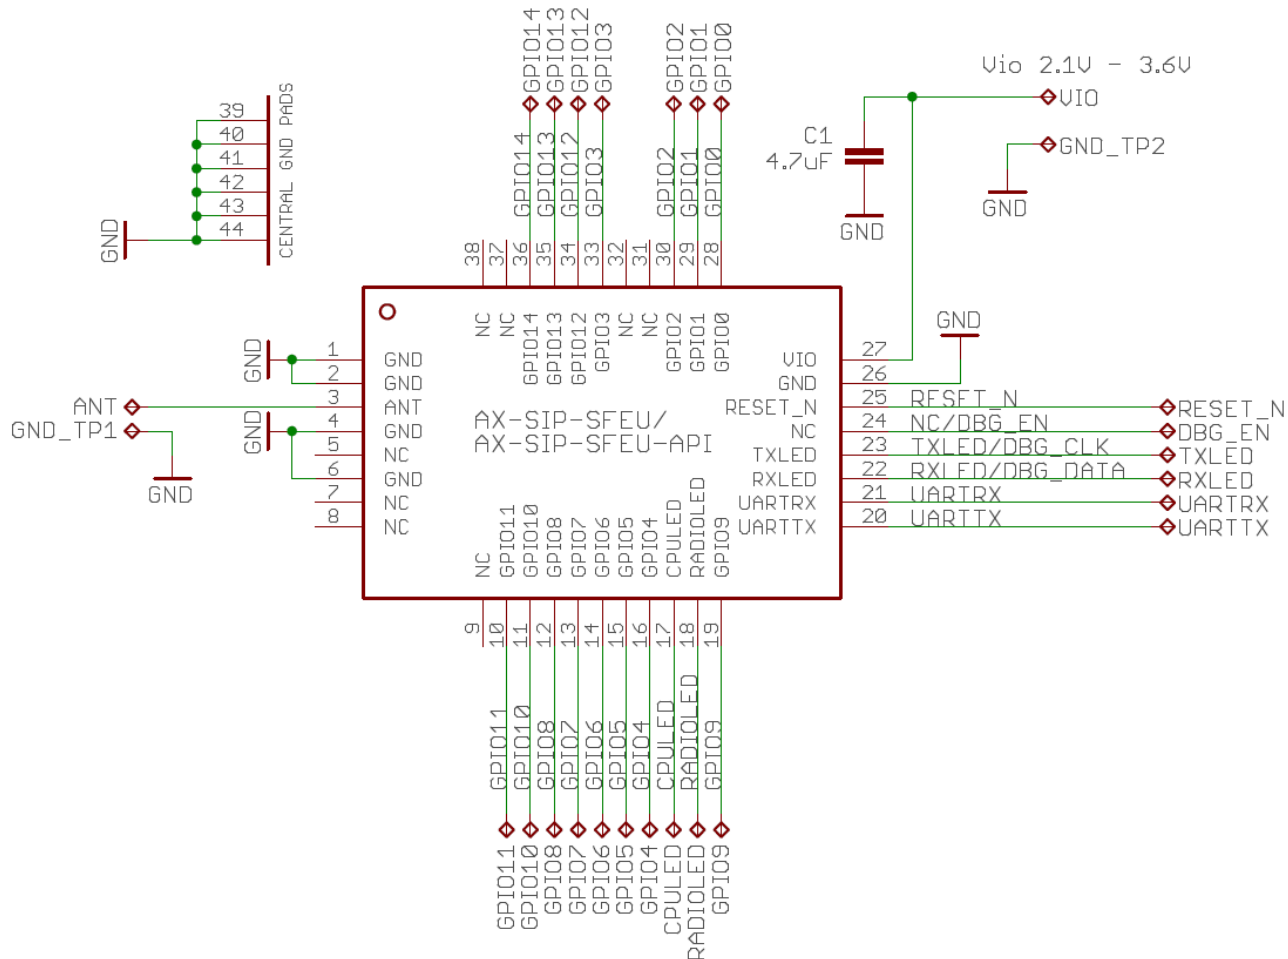 GPIO14
GPIO13
GPIO12
GPIO3
GPIO2
GPIO1
GPIO0
Vio 2.1V - 3.6V
VIO
GND_TP2
GND
C1
4.7uF
GND
39
40
41
42
43
44
CENTRAL GND PADS
GND
GPIO14
GPIO13
GPIO12
GPIO3
GPIO2
GPIO1
GPIO0
38
37
36
35
34
33
32
31
30
29
28
NC
NC
GPIO14
GPIO13
GPIO12
GPIO3
NC
NC
GPIO2
GPIO1
GPIO0
GND
GND
1 GND
2 GND
ANT
3 ANT
GND_TP1
GND
GND
4 GND
5 NC
6 GND
7 NC
8 NC
AX-SIP-SFEU/
AX-SIP-SFEU-API
VIO 27
GND 26
RESET_N 25 RESET_N RESET_N
NC 24 NC/DBG_EN DBG_EN
TXLED 23 TXLED/DBG_CLK TXLED
RXLED 22 RXLED/DBG_DATA RXLED
UARTRX 21 UARTRX UARTRX
UARTTX 20 UARTTX UARTTX
NC
GPIO11
GPIO10
GPIO8
GPIO7
GPIO6
GPIO5
GPIO4
CPULED
RADIOLED
GPIO9
9
10
11
12
13
14
15
16
17
18
19
GPIO11
GPIO10
GPIO8
GPIO7
GPIO6
GPIO5
GPIO4
CPULED
RADIOLED
GPIO9
GPIO11
GPIO10
GPIO8
GPIO7
GPIO6
GPIO5
GPIO4
CPULED
RADIOLED
GPIO9